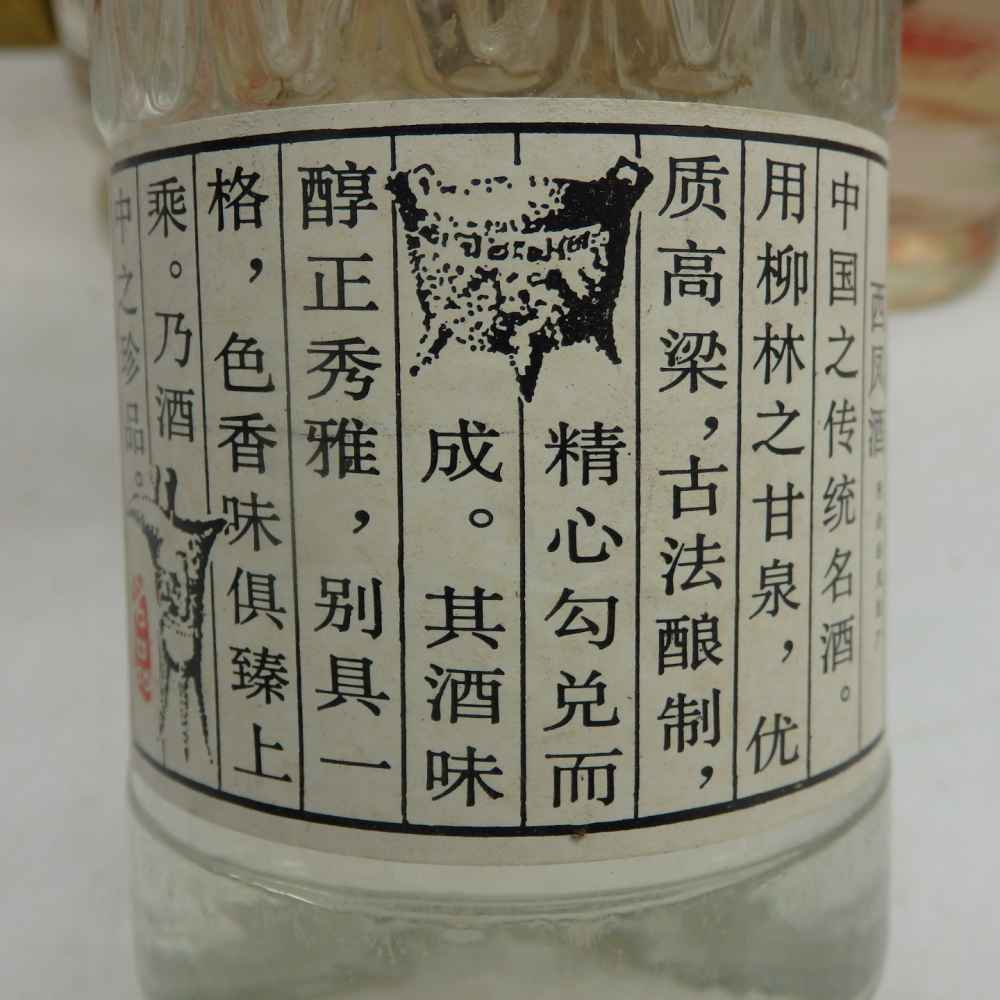 西凤酒
中国之传统名酒。
用柳林之甘泉，优
质高梁，古法酿制，
精心勾兑而
成。其酒味
醇正秀雅，别具一
格，色香味俱臻上
乘。乃酒
中之珍品。